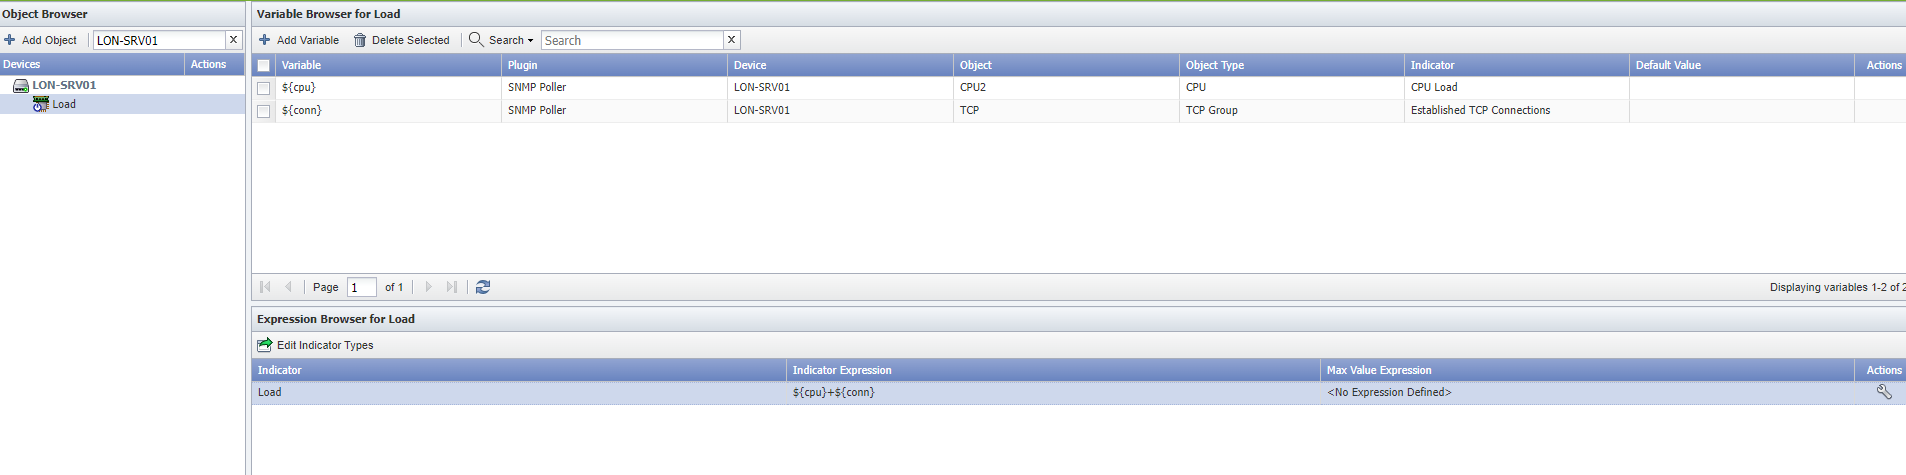 Object Browser
Add Object LON-SRV01 X
Devices Actions
LON-SRV01
Load
Variable Browser for Load
Add Variable Delete Selected Search Search X
Variable Plugin Device Object Object Type Indicator Default Value Actions
${cpu} SNMP Poller LON-SRV01 CPU2 CPU CPU Load
${conn} SNMP Poller LON-SRV01 TCP TCP Group Established TCP Connections
Page 1 of 1 Displaying variables 1-2 of 2
Expression Browser for Load
Edit Indicator Types
Indicator Indicator Expression Max Value Expression Actions
Load ${cpu}+${conn} <No Expression Defined>